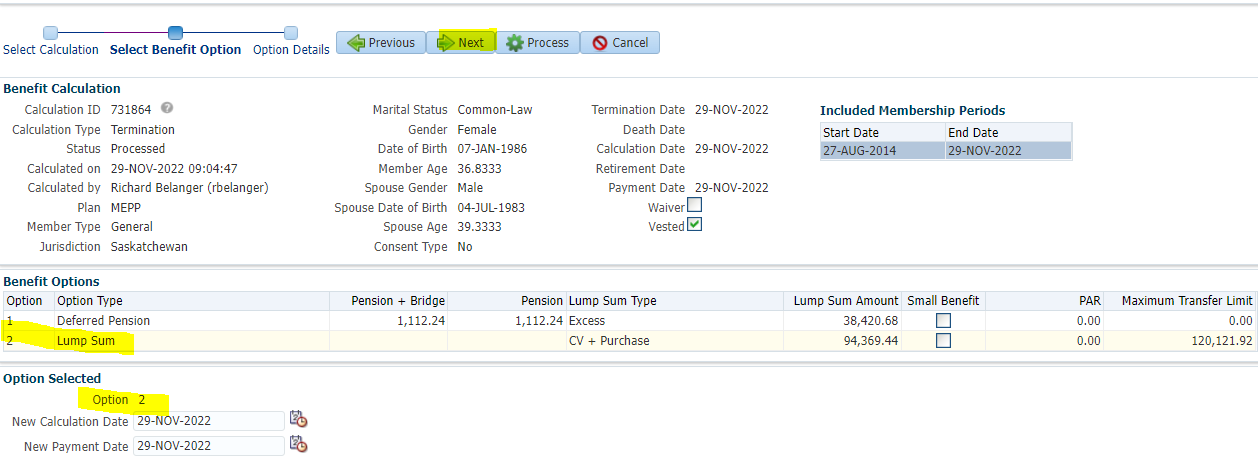 Select Calculation Select Benefit Option Option Details Previous Next Process Cancel
Benefit Calculation
Calculation ID 731864 ? Marital Status Common-Law Termination Date 29-NOV-2022 Included Membership Periods
Calculation Type Termination Gender Female Death Date Start Date End Date
Status Processed Date of Birth 07-JAN-1986 Calculation Date 29-NOV-2022 27-AUG-2014 29-NOV-2022
Calculated on 29-NOV-2022 09:04:47 Member Age 36.8333 Retirement Date
Calculated by Richard Belanger (rbelanger) Spouse Gender Male Payment Date 29-NOV-2022
Plan MEPP Spouse Date of Birth 04-JUL-1983 Waiver
Member Type General Spouse Age 39.3333 Vested
Jurisdiction Saskatchewan Consent Type No
Benefit Options
Option Option Type Pension + Bridge Pension Lump Sum Type Lump Sum Amount Small Benefit PAR Maximum Transfer Limit
1 Deferred Pension 1,112.24 1,112.24 Excess 38,420.68 0.00 0.00
2 Lump Sum CV + Purchase 94,369.44 0.00 120,121.92
Option Selected
Option 2
New Calculation Date 29-NOV-2022
New Payment Date 29-NOV-2022